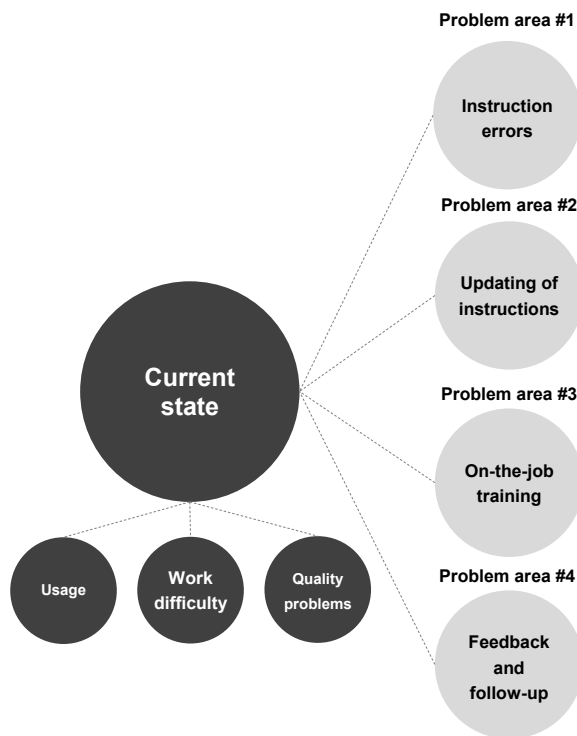 Problem area #1
Instruction
errors
Problem area #2
Updating of
instructions
Current
state
Problem area #3
On-the-job
training
Usage
Work
difficulty
Quality
problems
Problem area #4
Feedback
and
follow-up